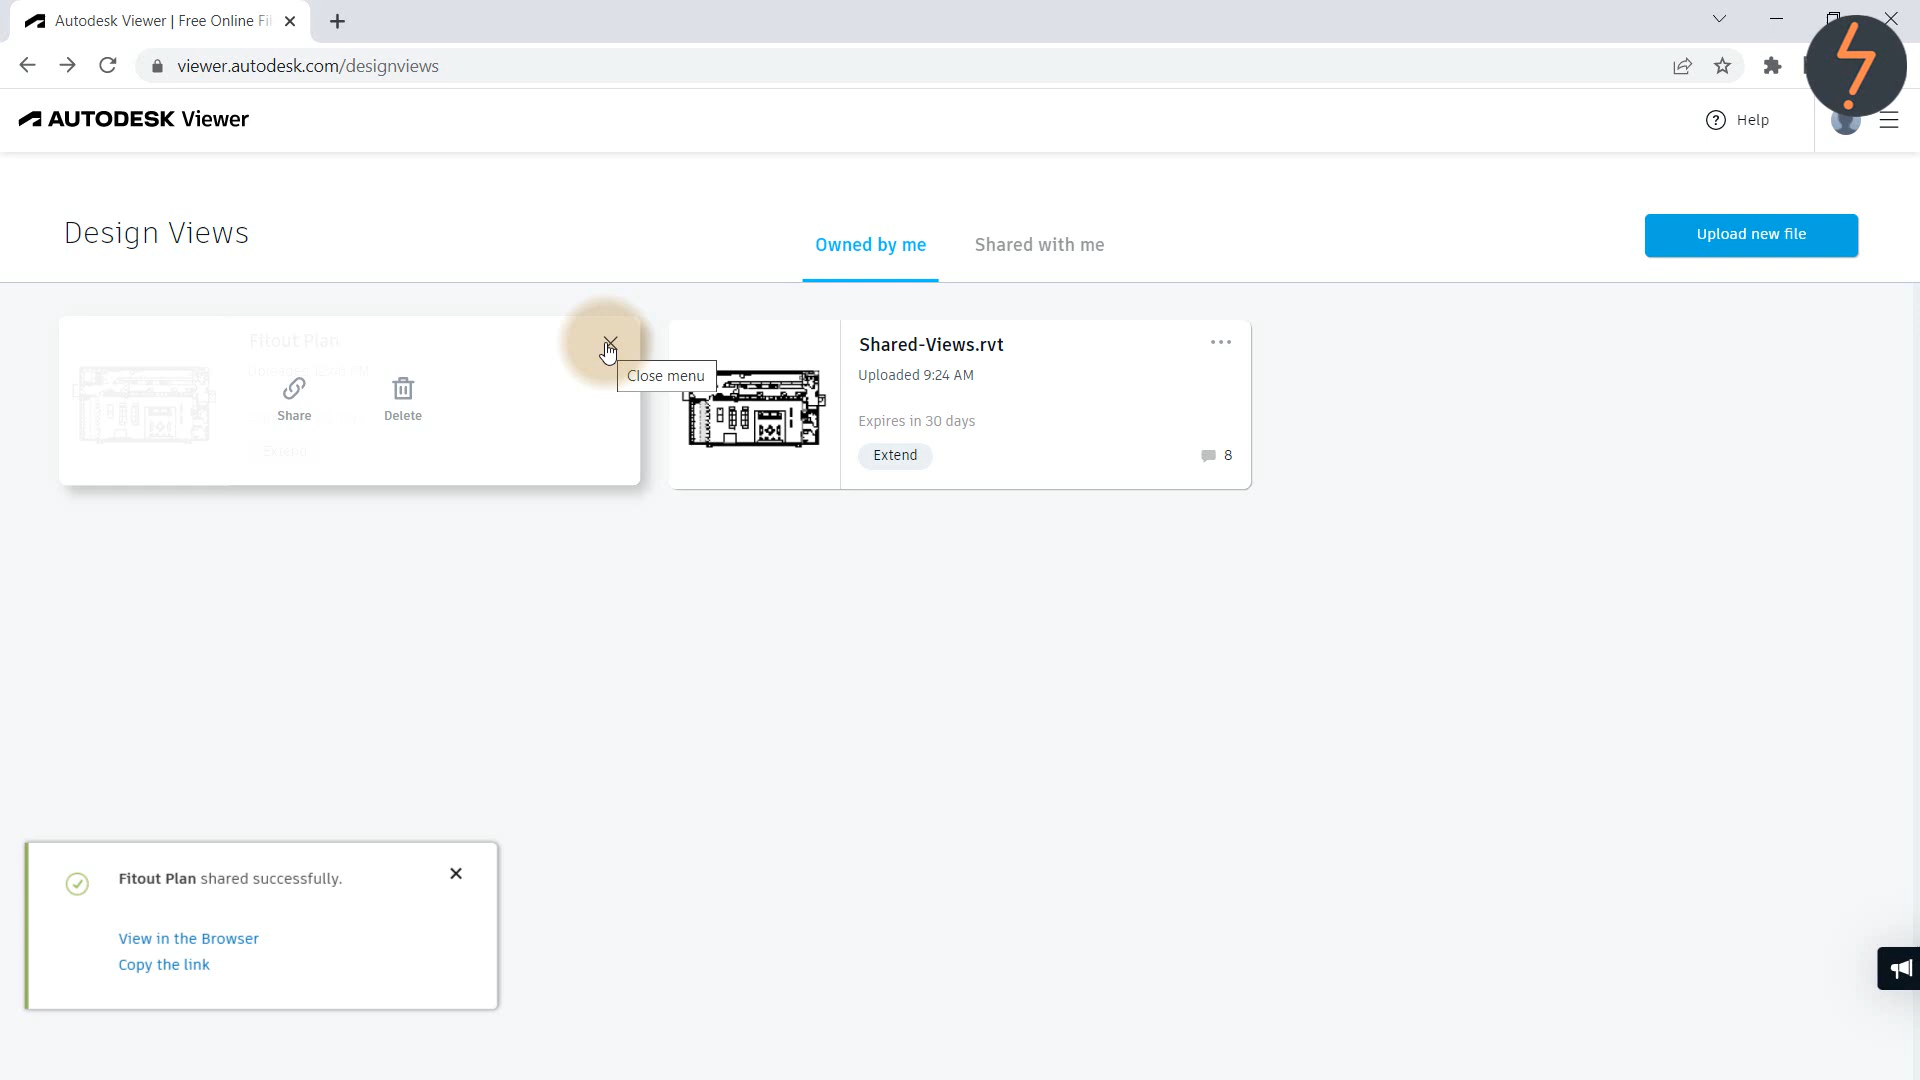 Autodesk Viewer | Free Online Fil
viewer.autodesk.com/designviews
AUTODESK Viewer
Help
Design Views
Owned by me
Shared with me
Upload new file
Fitout Plan
Share
Delete
Extend
Close menu
Shared-Views.rvt
Uploaded 9:24 AM
Expires in 30 days
Extend
8
Fitout Plan shared successfully.
View in the Browser
Copy the link